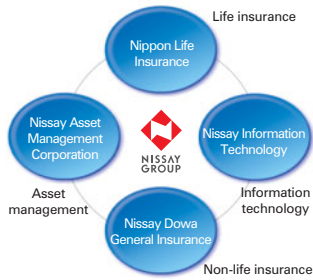 Life insurance
Nippon Life
Insurance
Nissay Asset
Management
Corporation
NISSAY
GROUP
Nissay Information
Technology
Asset
management
Information
technology
Nissay Dowa
General Insurance
Non-life insurance